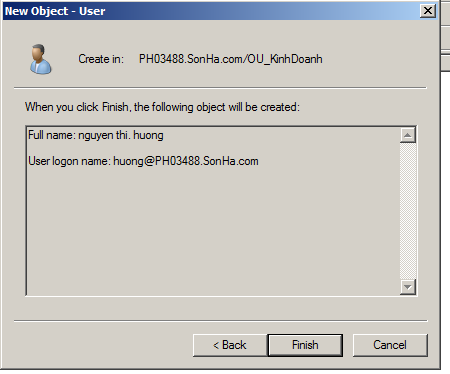 New Object - User
Create in: PH03488.SonHa.com/OU_KinhDoanh
When you click Finish, the following object will be created:
Full name: nguyen thi. huong
User logon name: huong@PH03488.SonHa.com
< Back Finish Cancel